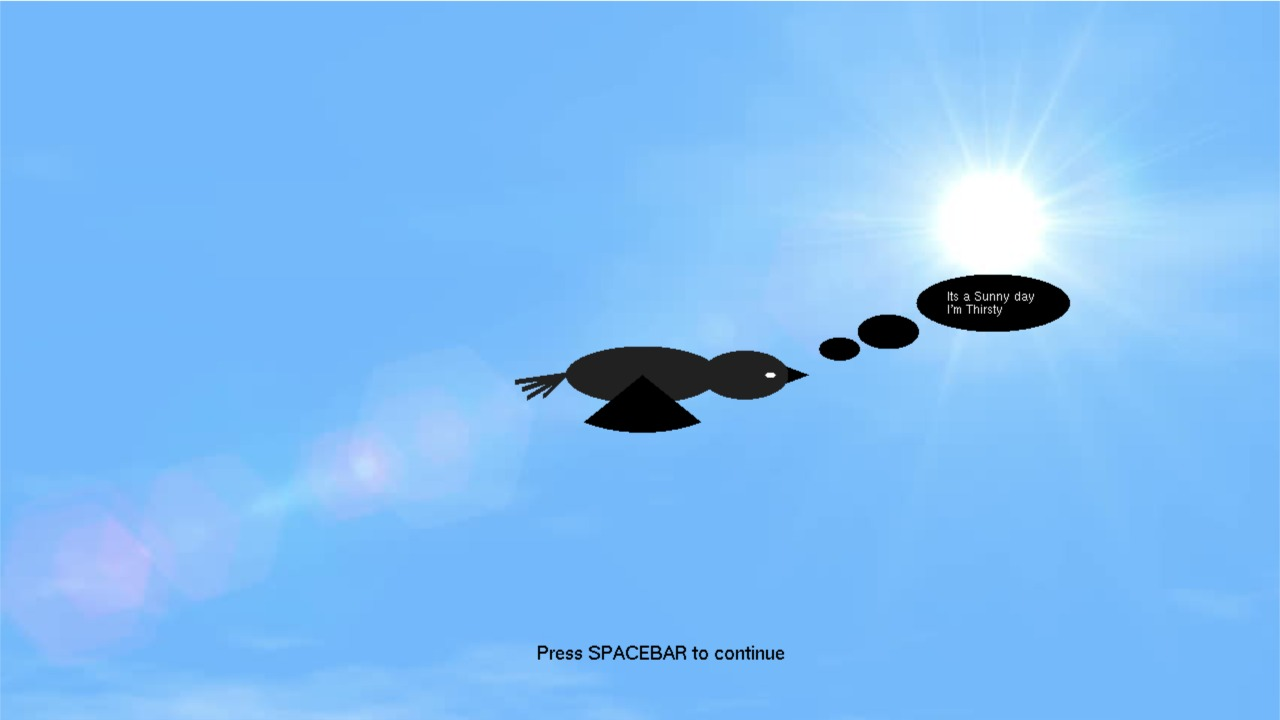 Its a Sunny day
I'm Thirsty
Press SPACEBAR to continue